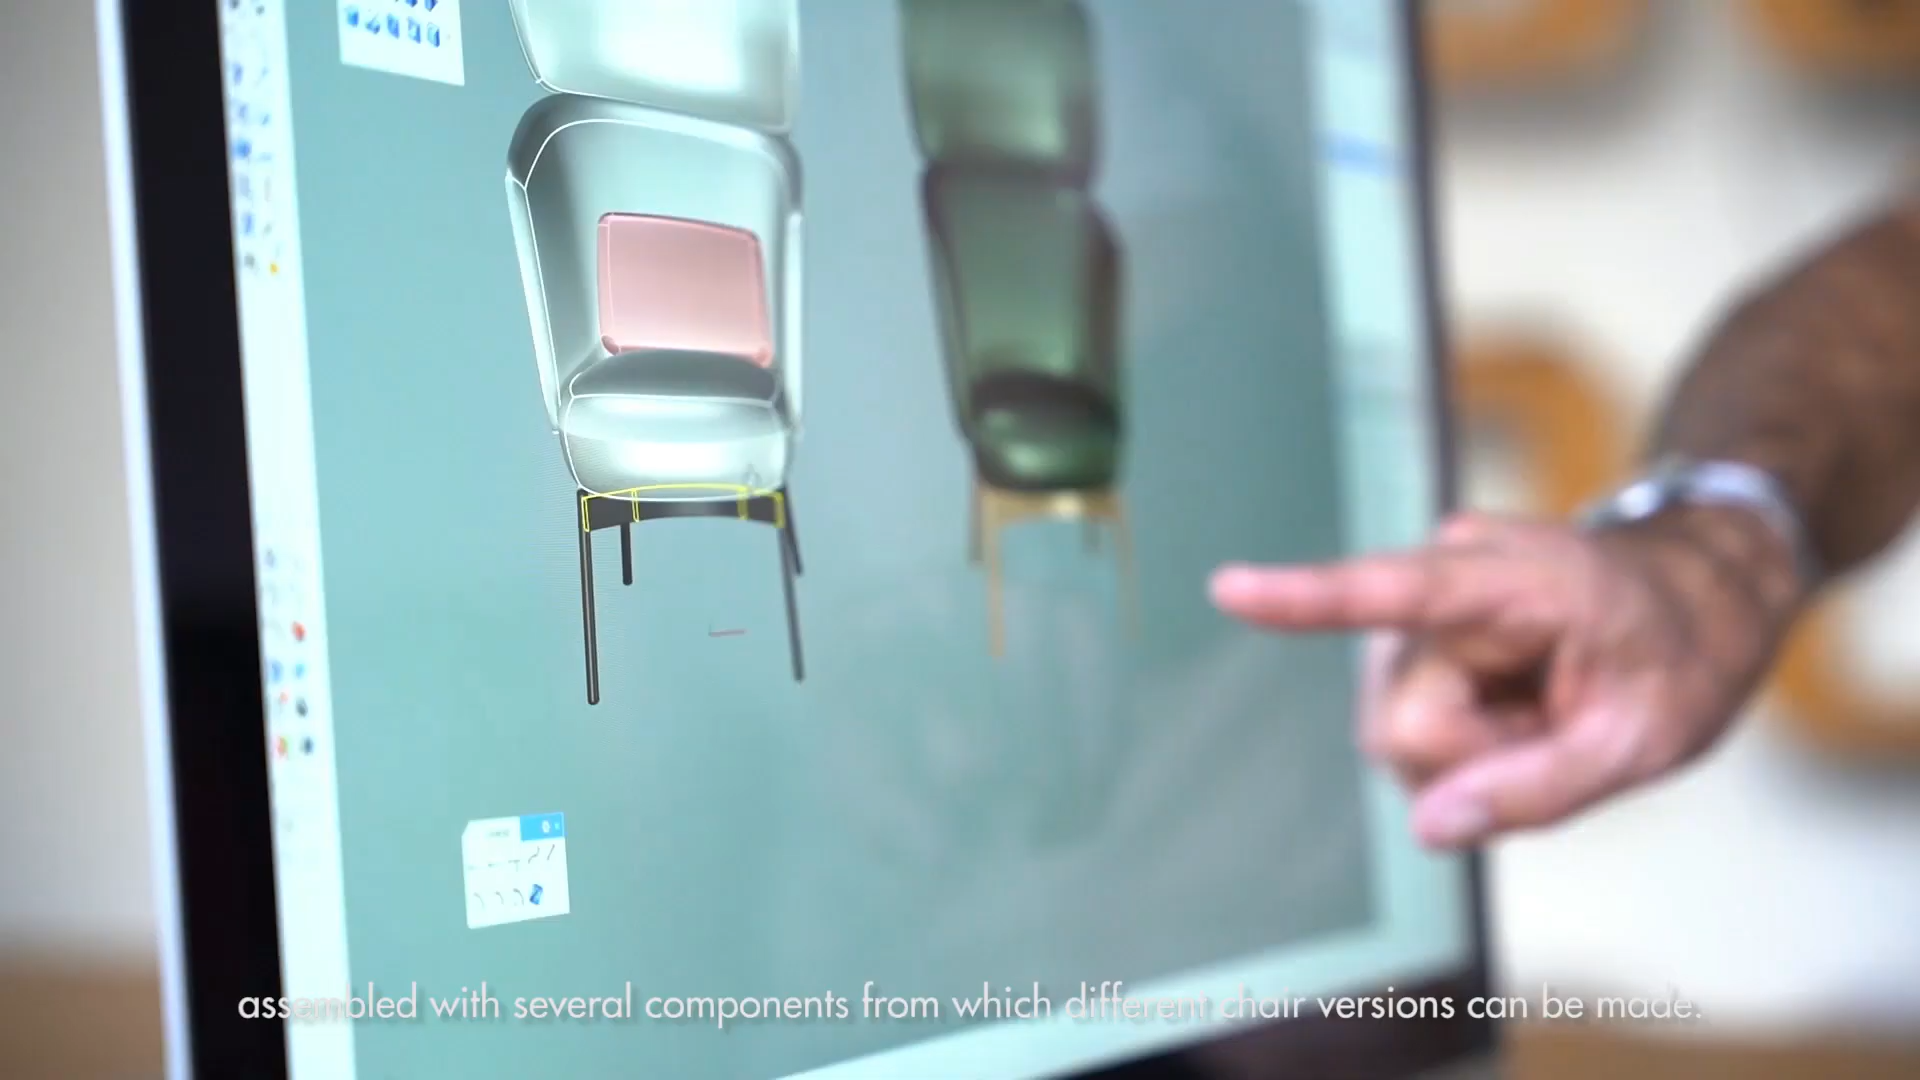 assembled with several components from which different chair versions can be made.